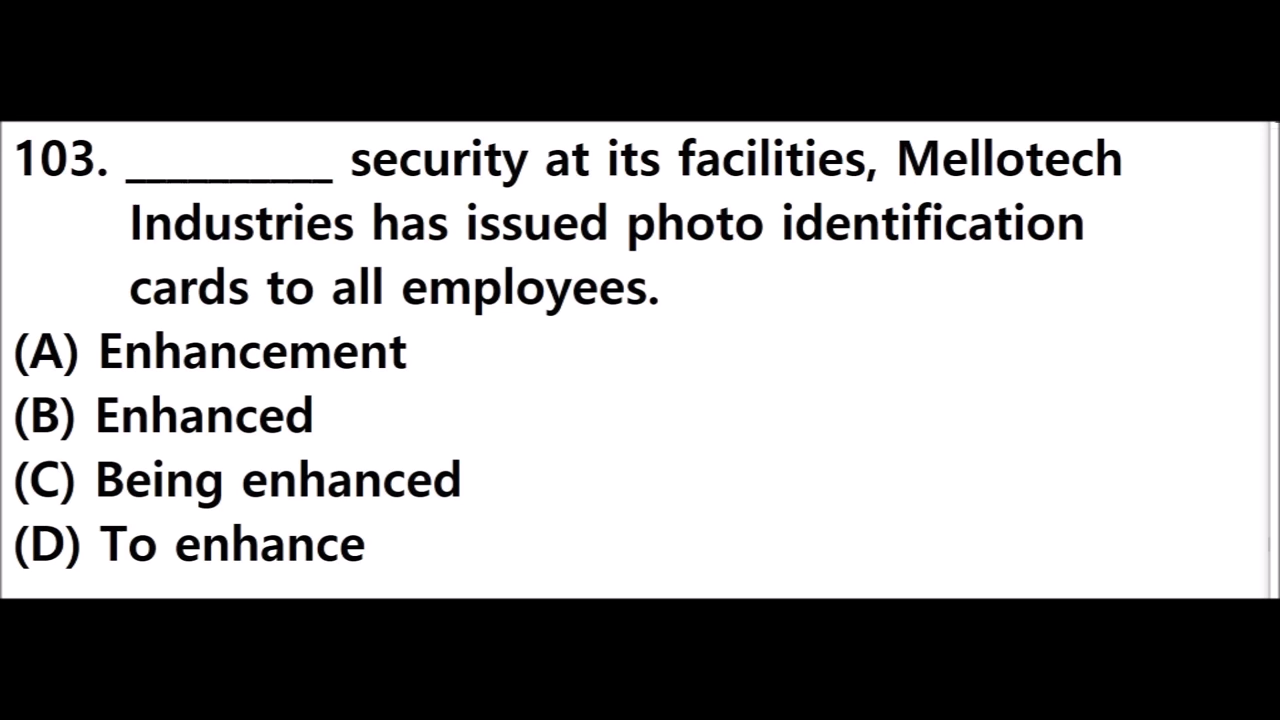 103. __________ security at its facilities, Mellotech
Industries has issued photo identification
cards to all employees.
(A) Enhancement
(B) Enhanced
(C) Being enhanced
(D) To enhance